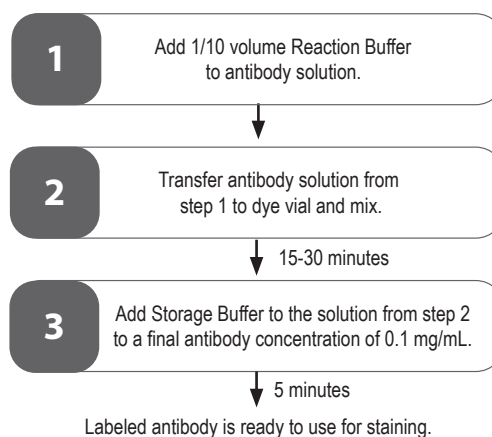 1
Add 1/10 volume Reaction Buffer
to antibody solution.
2
Transfer antibody solution from
step 1 to dye vial and mix.
15-30 minutes
3
Add Storage Buffer to the solution from step 2
to a final antibody concentration of 0.1 mg/mL.
5 minutes
Labeled antibody is ready to use for staining.